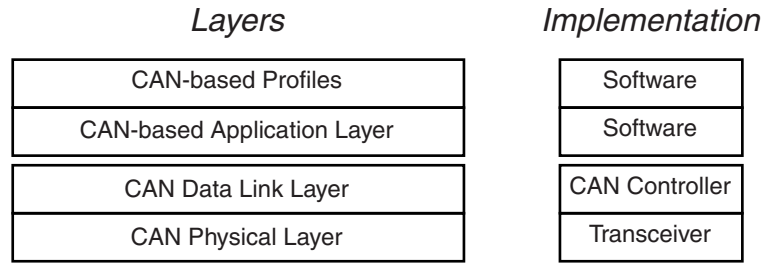 Layers Implementation
CAN-based Profiles Software
CAN-based Application Layer Software
CAN Data Link Layer CAN Controller
CAN Physical Layer Transceiver